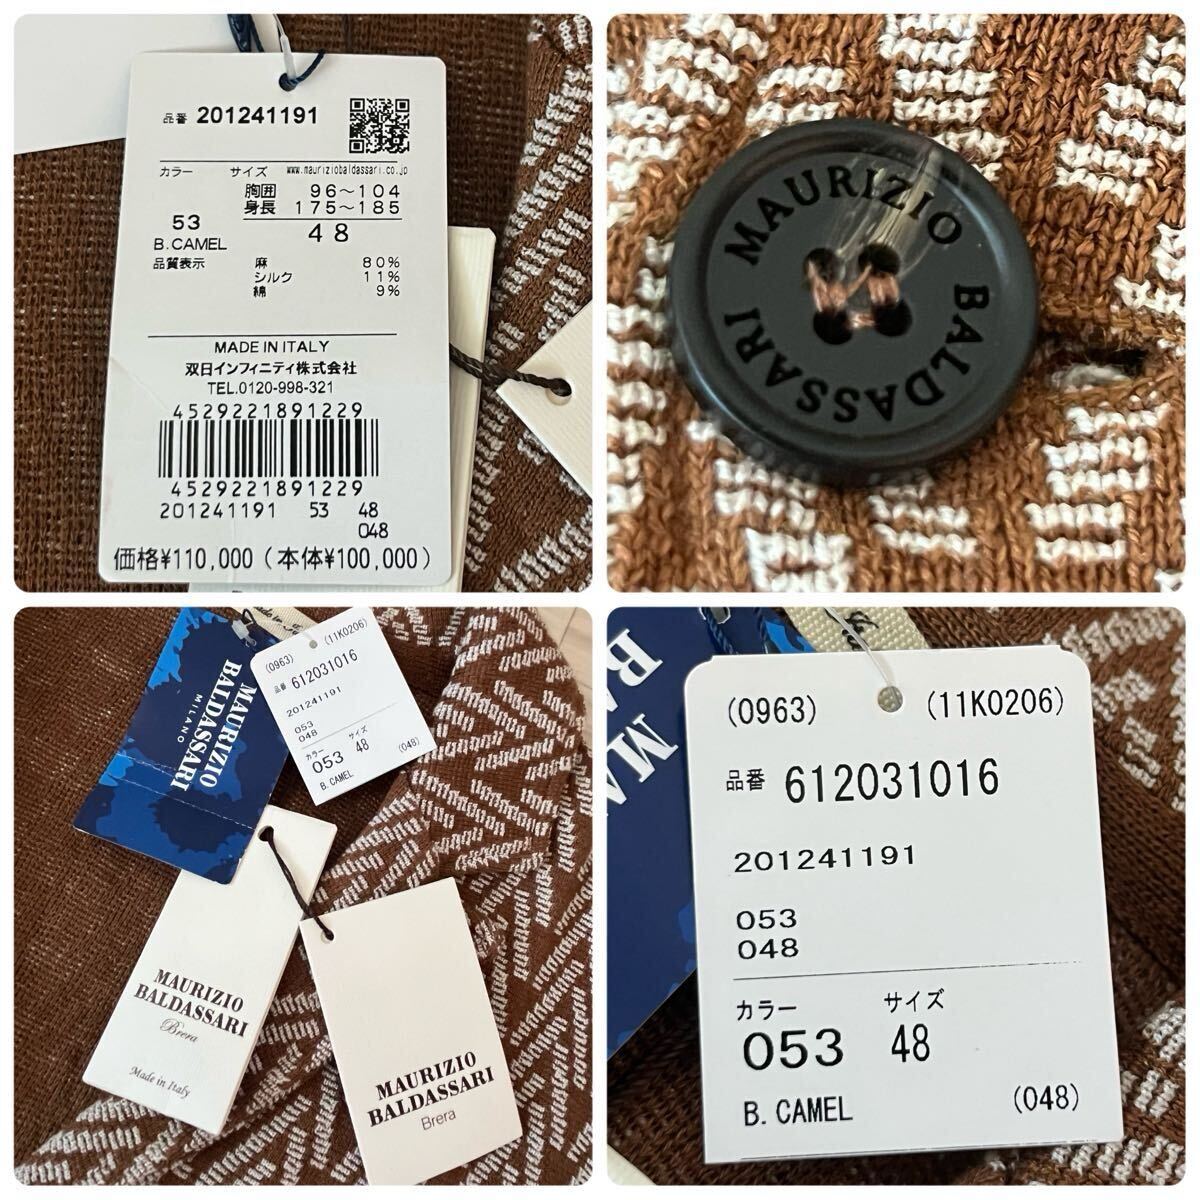 品番 201241191
カラー サイズ www.mauriziobaldassari.co.jp
胸囲 96～104
身長 175～185
53 48
B. CAMEL
品質表示 麻 80%
シルク 11%
綿 9%
MADE IN ITALY
双日インフィニティ株式会社
TEL.0120-998-321
4529221891229
4529221891229
201241191 53 48
048
価格¥110,000 (本体¥100,000)
MAURIZIO BALDASSARI
MAURIZIO
BALDASSARI
MILANO
(0963) (11K0206)
品番 612031016
201241191
053
048
カラー サイズ
053 48
B. CAMEL (048)
MAURIZIO
BALDASSARI
Brera
Made in Italy
MAURIZIO
BALDASSARI
Brera
(0963) (11K0206)
品番 612031016
201241191
053
048
カラー サイズ
053 48
B. CAMEL (048)